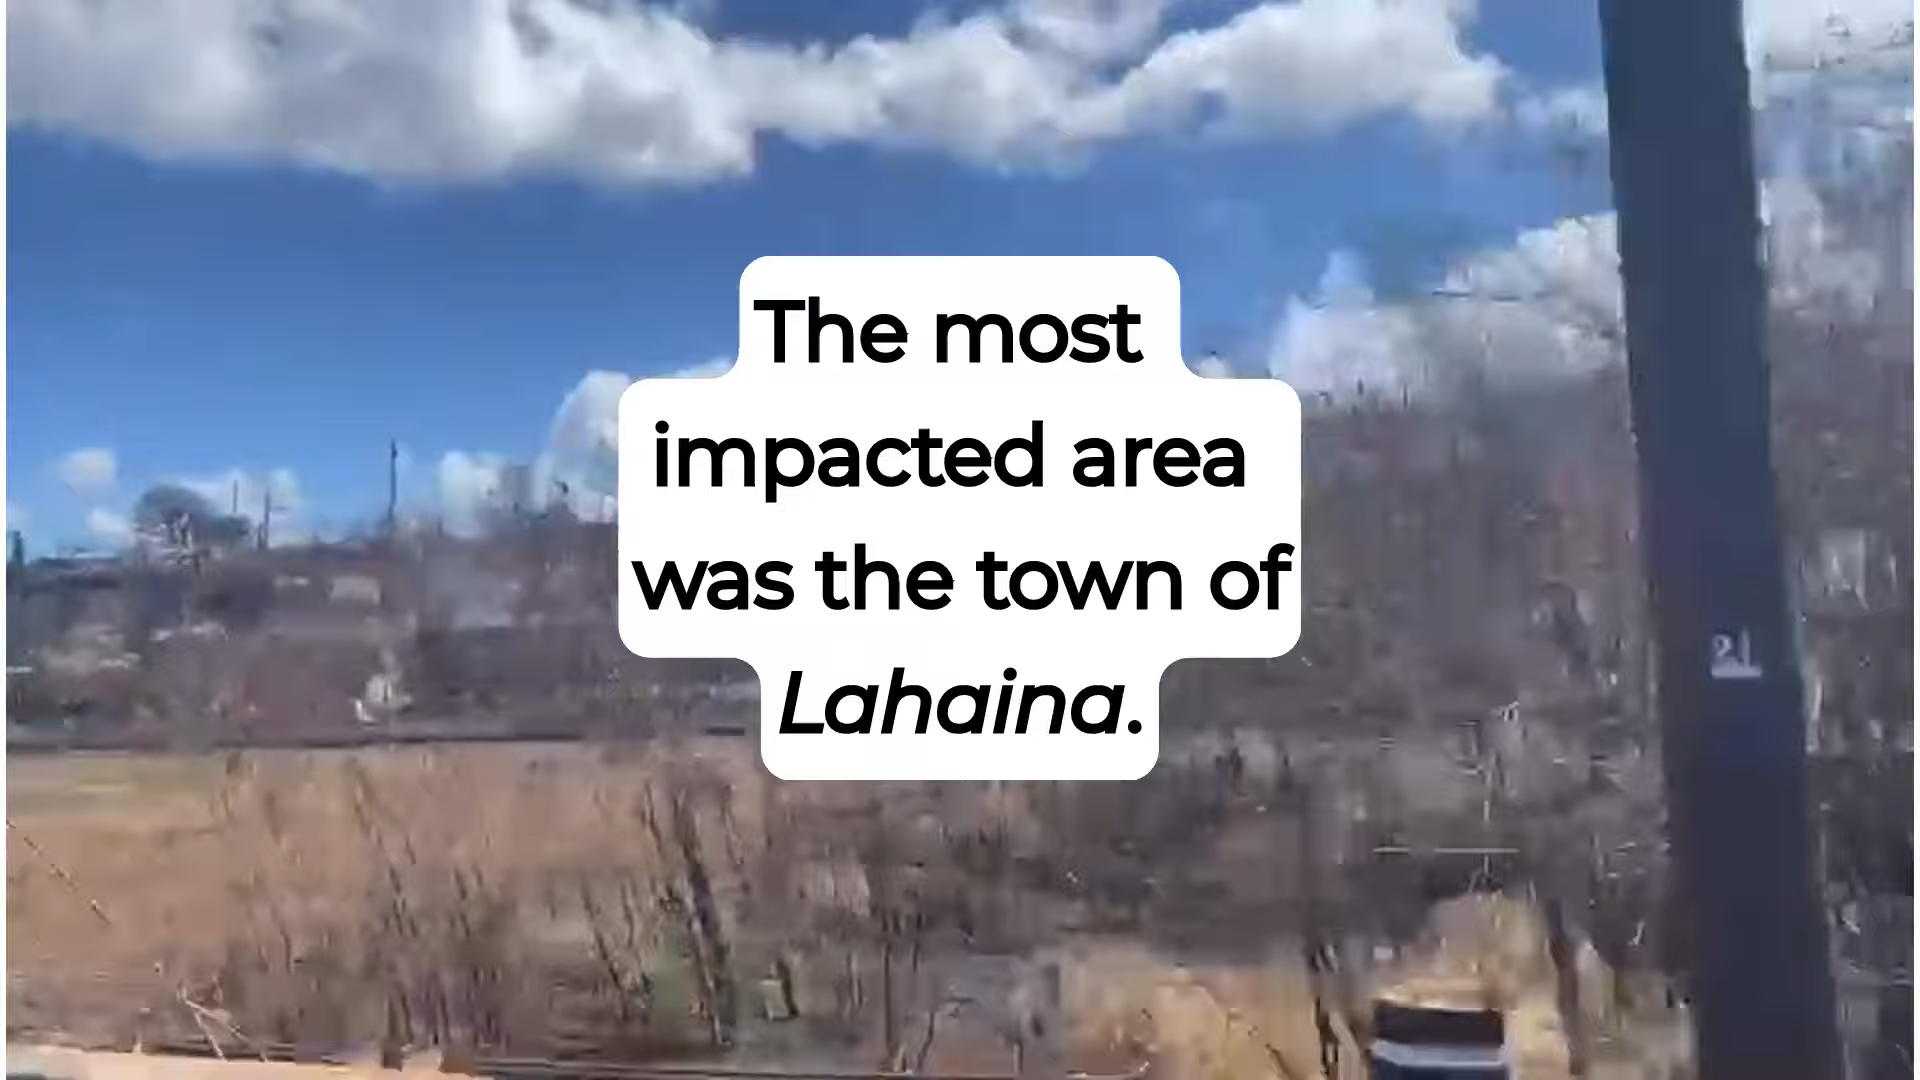 The most
impacted area
was the town of
Lahaina.
21